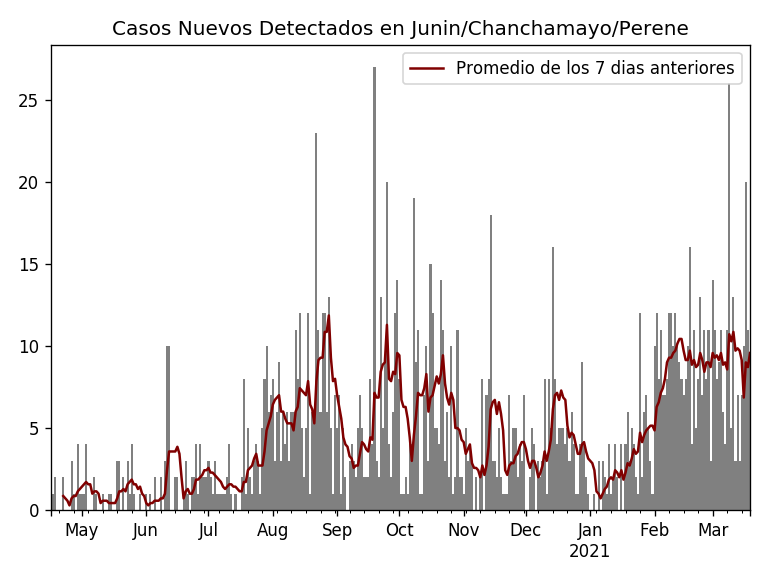 Casos Nuevos Detectados en Junin/Chanchamayo/Perene
Promedio de los 7 dias anteriores
25
20
15
10
5
0
May Jun Jul Aug Sep Oct Nov Dec Jan Feb Mar
2021